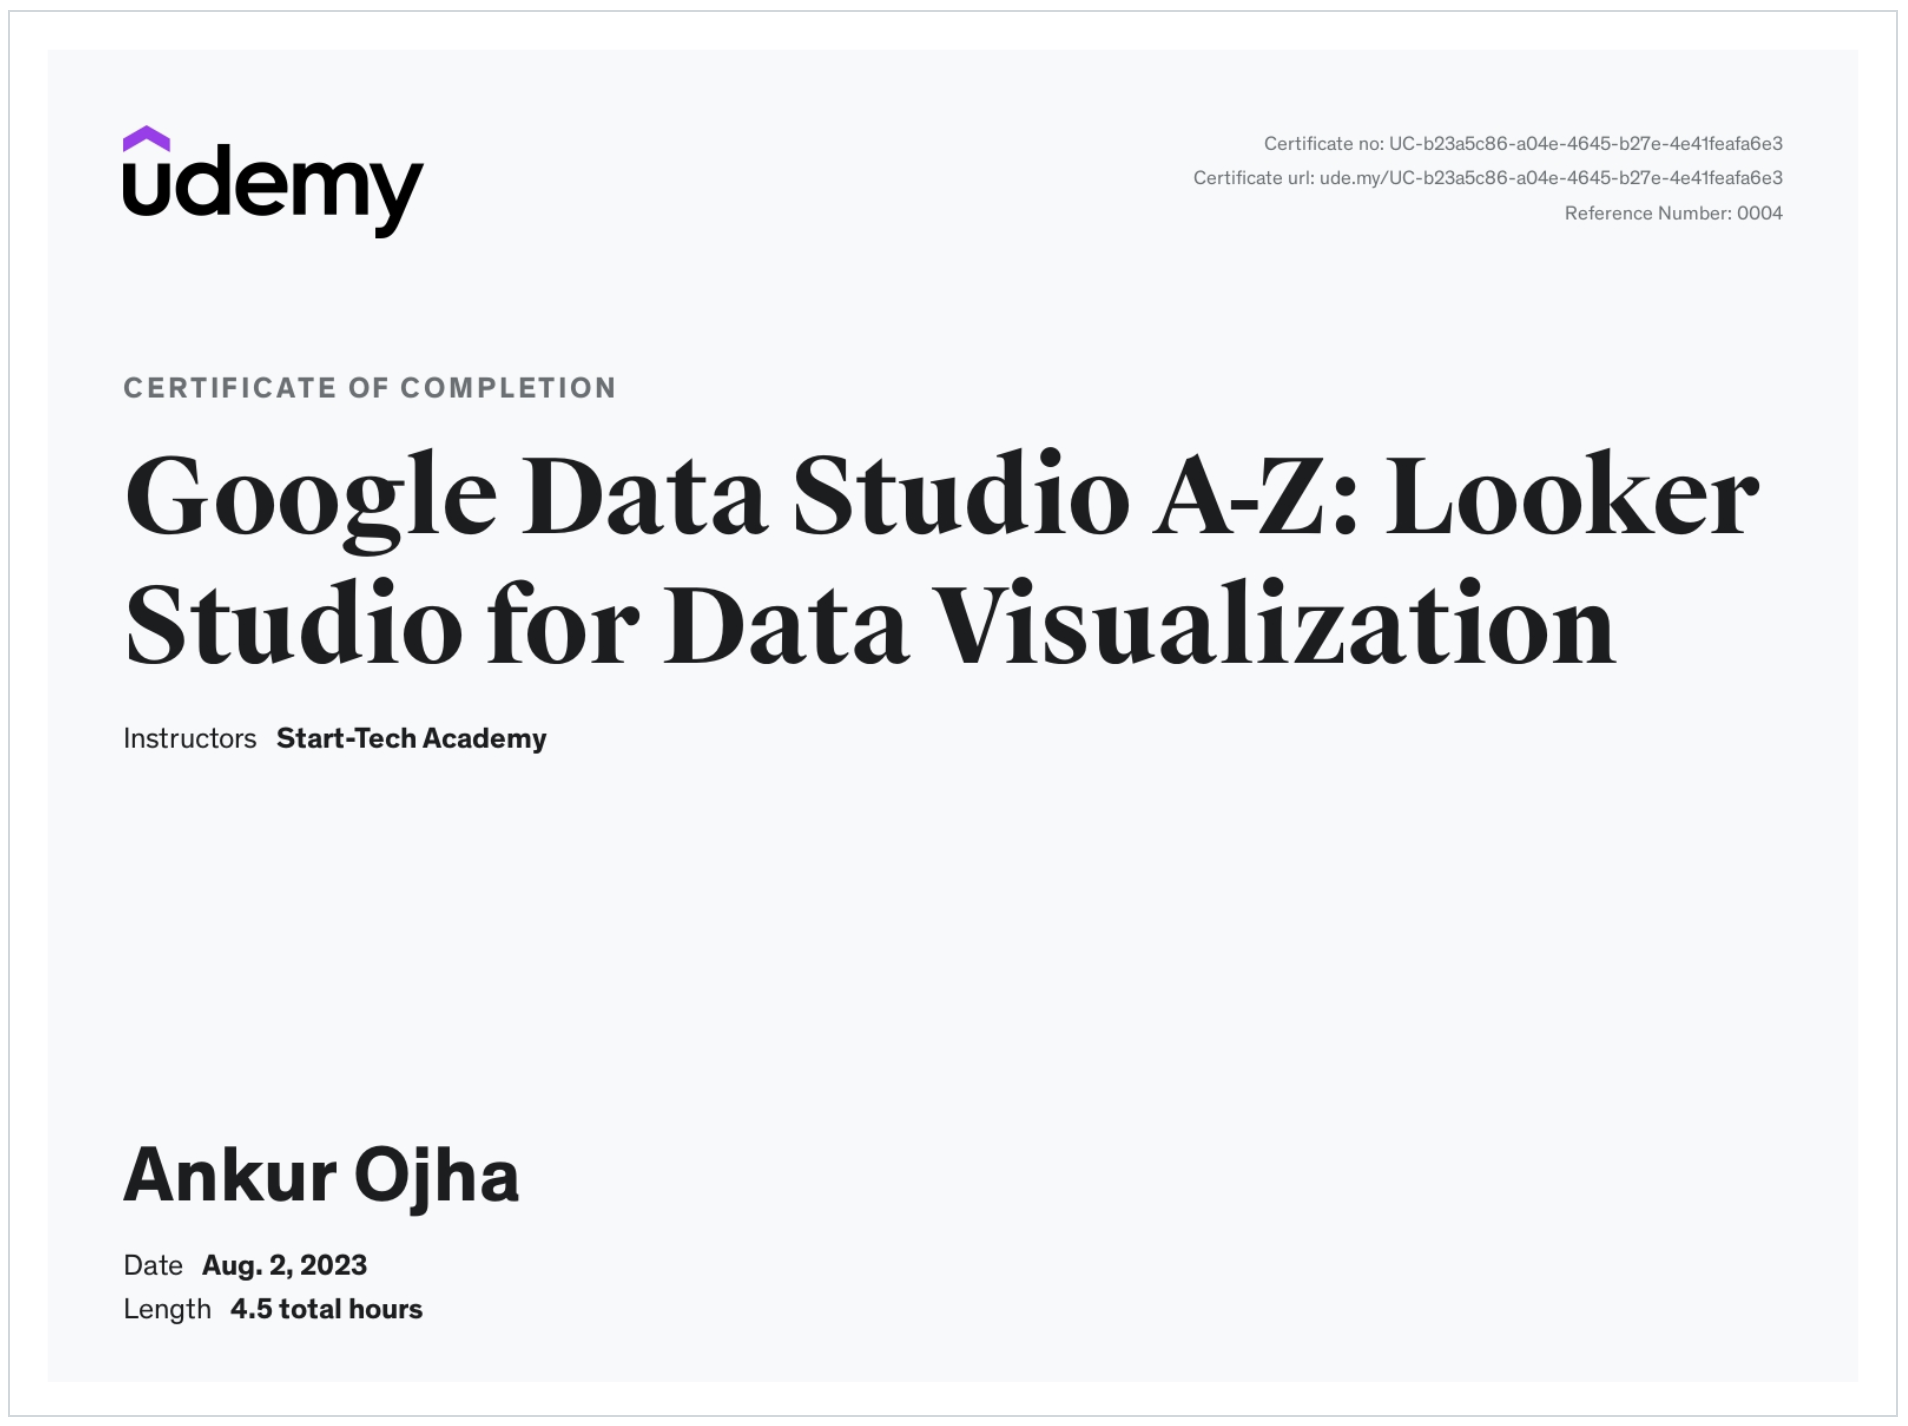 udemy
Certificate no: UC-b23a5c86-a04e-4645-b27e-4e41feafa6e3
Certificate url: ude.my/UC-b23a5c86-a04e-4645-b27e-4e41feafa6e3
Reference Number: 0004
CERTIFICATE OF COMPLETION
Google Data Studio A-Z: Looker
Studio for Data Visualization
Instructors Start-Tech Academy
Ankur Ojha
Date Aug. 2, 2023
Length 4.5 total hours